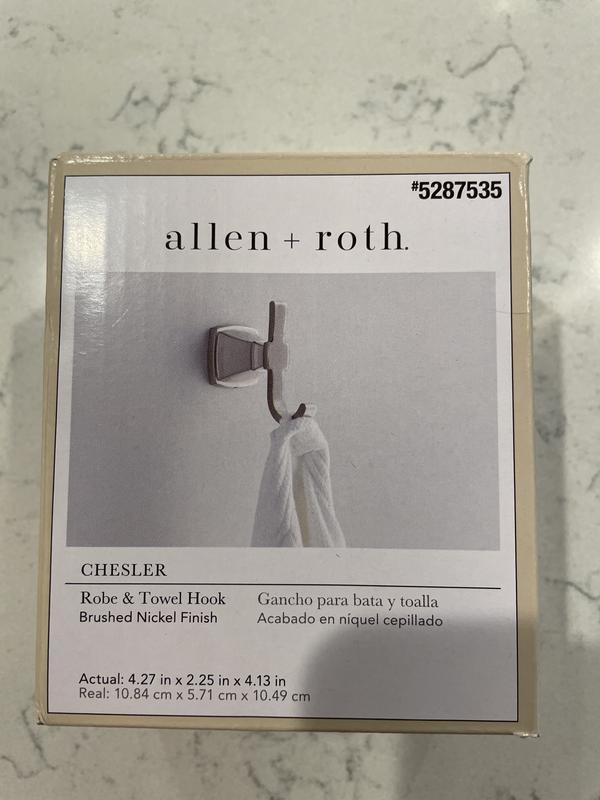 #5287535
allen + roth.
CHESLER
Robe & Towel Hook
Brushed Nickel Finish
Gancho para bata y toalla
Acabado en níquel cepillado
Actual: 4.27 in x 2.25 in x 4.13 in
Real: 10.84 cm x 5.71 cm x 10.49 cm